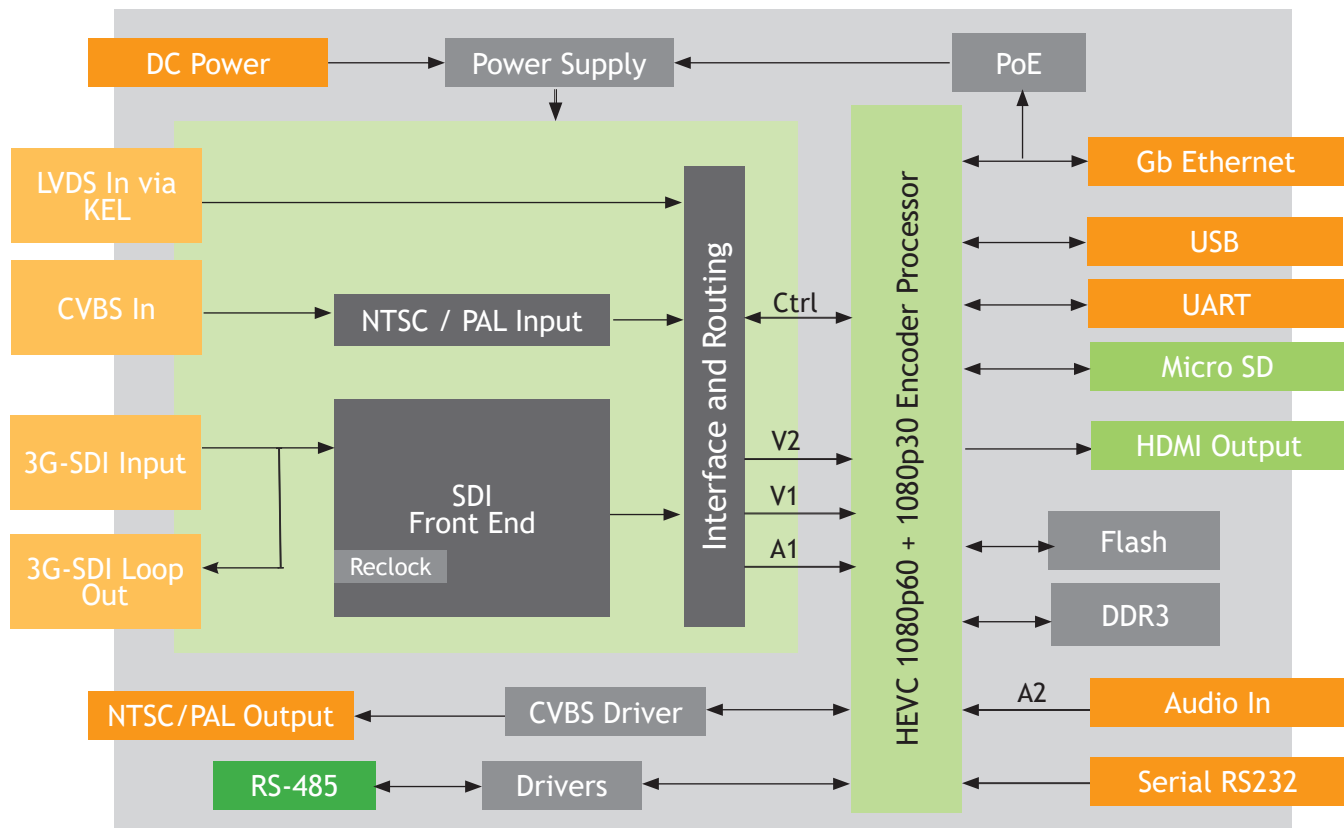 DC Power
Power Supply
PoE
LVDS In via
KEL
Gb Ethernet
USB
CVBS In
NTSC / PAL Input
Interface and Routing
Ctrl
HEVC 1080p60 + 1080p30 Encoder Processor
UART
Micro SD
3G-SDI Input
SDI
Front End
Reclock
V2
V1
A1
HDMI Output
3G-SDI Loop
Out
Flash
DDR3
NTSC/PAL Output
CVBS Driver
A2
Audio In
RS-485
Drivers
Serial RS232